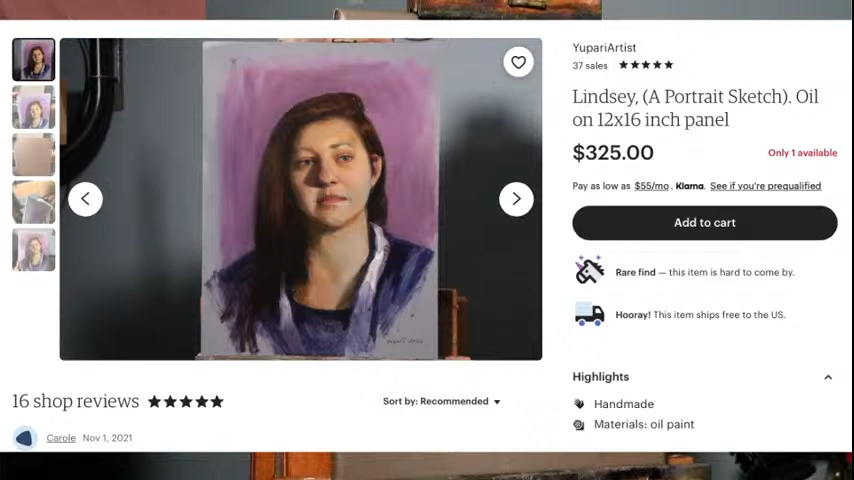 YupariArtist
37 sales
Lindsey, (A Portrait Sketch). Oil
on 12x16 inch panel
$325.00
Only 1 available
Pay as low as $55/mo. Klarna. See if you're prequalified
Add to cart
Rare find — this item is hard to come by.
Hooray! This item ships free to the US.
Highlights
Handmade
Materials: oil paint
16 shop reviews
Sort by: Recommended
Carole Nov 1, 2021